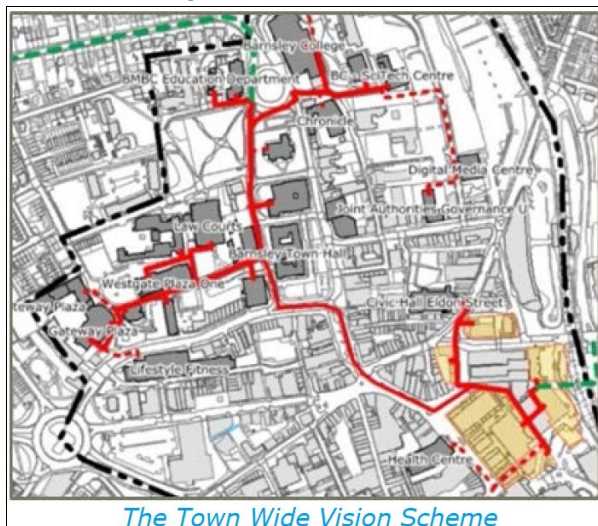 Barnsley College
BMBC Education Department
BC - SciTech Centre
Chronicle
Digital Media Centre
Joint Authorities Governance U
Law Courts
Barnsley Town Hall
Westgate Plaza One
Civic Hall Eldon Street
teway Plaza
Gateway Plaza
Lifestyle Fitness
Health Centre
The Town Wide Vision Scheme